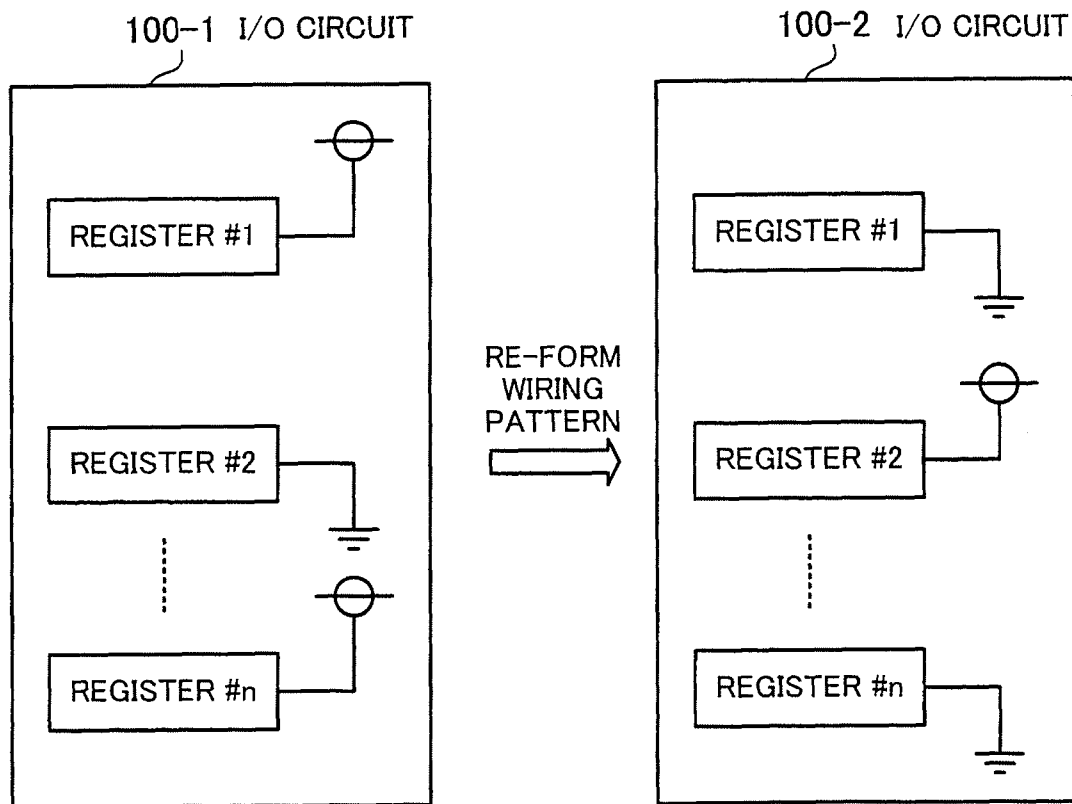 100-1 I/O CIRCUIT
REGISTER #1
REGISTER #2
REGISTER #n
RE-FORM
WIRING
PATTERN
100-2 I/O CIRCUIT
REGISTER #1
REGISTER #2
REGISTER #n